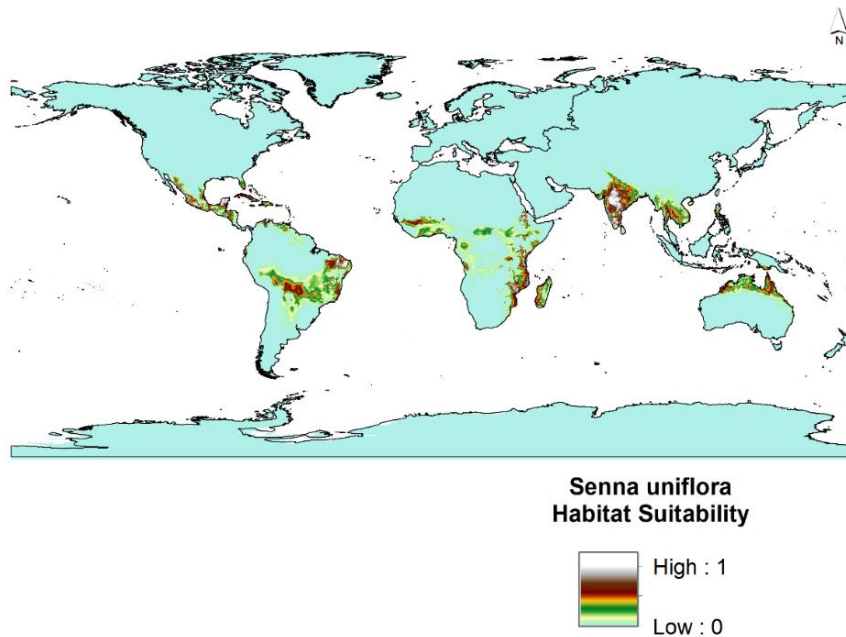 N
Senna uniflora
Habitat Suitability
High : 1
Low : 0